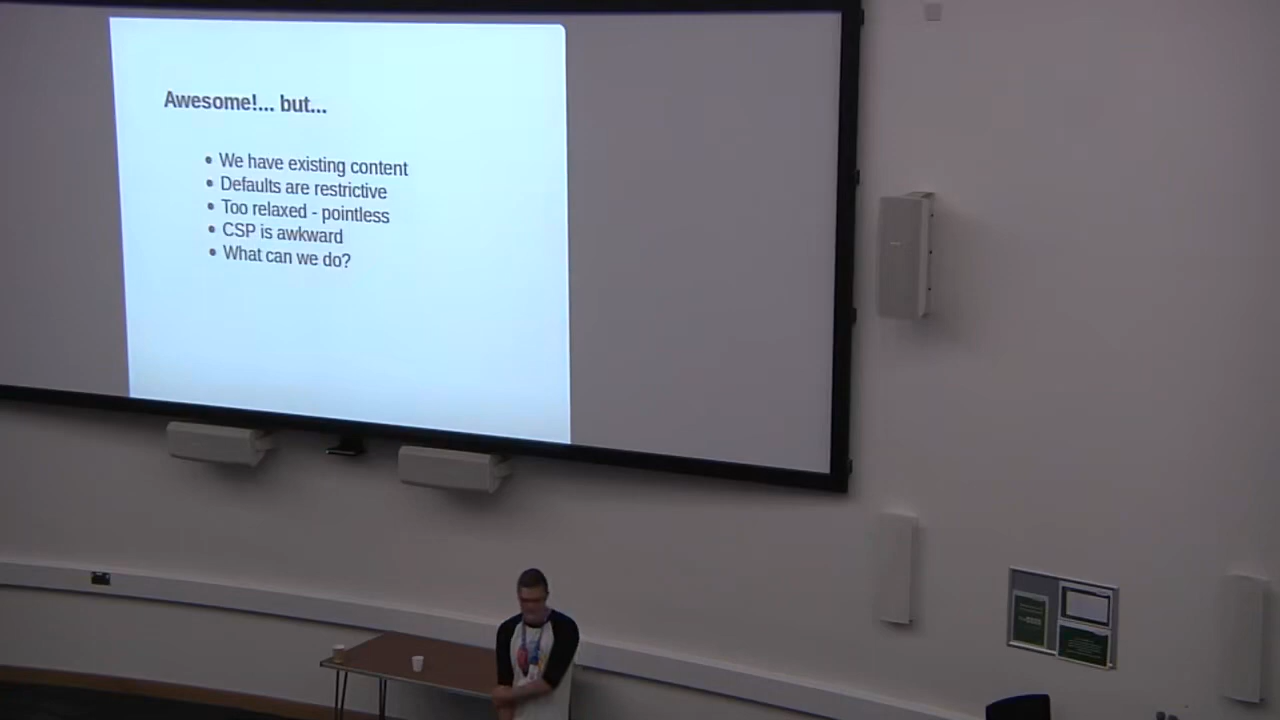 Awesome!... but...
• We have existing content
• Defaults are restrictive
• Too relaxed - pointless
• CSP is awkward
• What can we do?